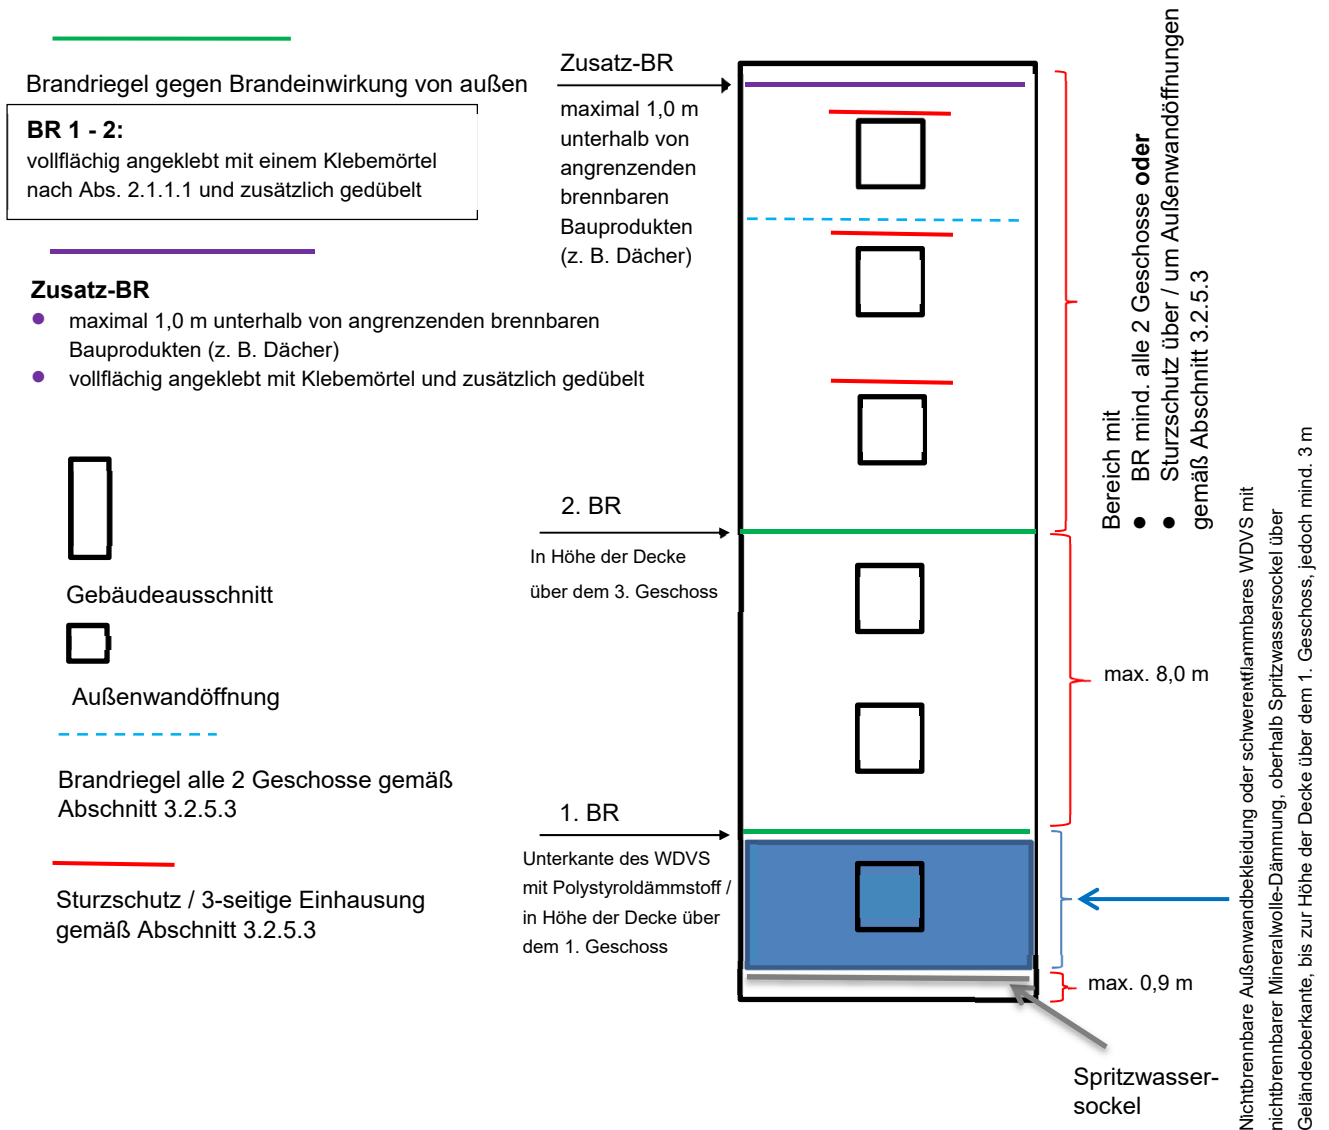 Brandriegel gegen Brandeinwirkung von außen
BR 1 - 2:
vollflächig angeklebt mit einem Klebemörtel
nach Abs. 2.1.1.1 und zusätzlich gedübelt
Zusatz-BR
● maximal 1,0 m unterhalb von angrenzenden brennbaren
Bauprodukten (z. B. Dächer)
● vollflächig angeklebt mit Klebemörtel und zusätzlich gedübelt
Gebäudeausschnitt
Außenwandöffnung
Brandriegel alle 2 Geschosse gemäß
Abschnitt 3.2.5.3
Sturzschutz / 3-seitige Einhausung
gemäß Abschnitt 3.2.5.3
Zusatz-BR
maximal 1,0 m
unterhalb von
angrenzenden
brennbaren
Bauprodukten
(z. B. Dächer)
2. BR
In Höhe der Decke
über dem 3. Geschoss
1. BR
Unterkante des WDVS
mit Polystyroldämmstoff /
in Höhe der Decke über
dem 1. Geschoss
Bereich mit
● BR mind. alle 2 Geschosse oder
● Sturzschutz über / um Außenwandöffnungen
gemäß Abschnitt 3.2.5.3
max. 8,0 m
max. 0,9 m
Spritzwasser-
sockel
Nichtbrennbare Außenwandbekleidung oder schwerentflammbares WDVS mit
nichtbrennbarer Mineralwolle-Dämmung, oberhalb Spritzwassersockel über
Geländeoberkante, bis zur Höhe der Decke über dem 1. Geschoss, jedoch mind. 3 m